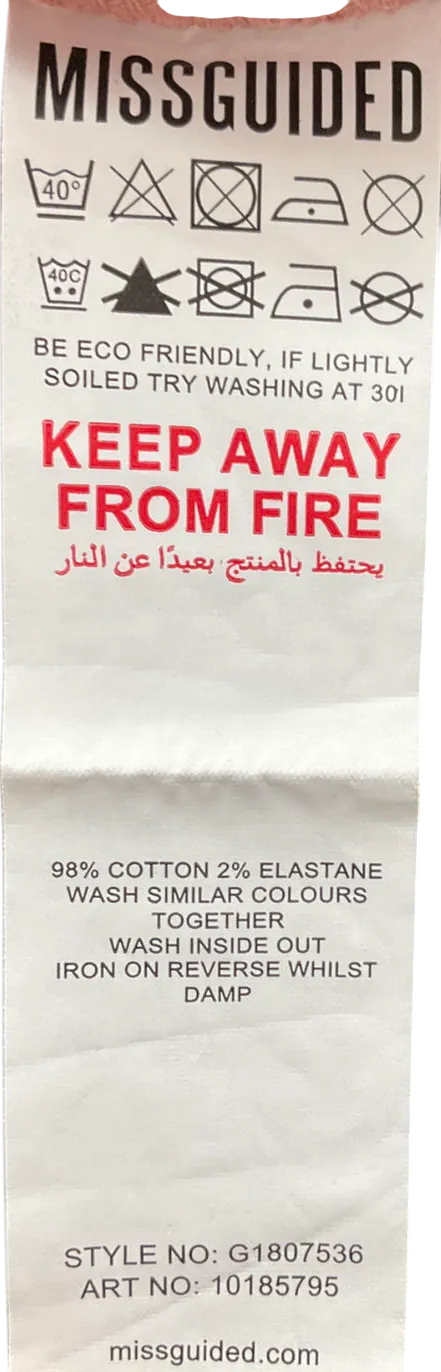 MISSGUIDED
40°
40C
BE ECO FRIENDLY, IF LIGHTLY
SOILED TRY WASHING AT 30I
KEEP AWAY
FROM FIRE
يحتفظ بالمنتج بعيدًا عن النار
98% COTTON 2% ELASTANE
WASH SIMILAR COLOURS
TOGETHER
WASH INSIDE OUT
IRON ON REVERSE WHILST
DAMP
STYLE NO: G1807536
ART NO: 10185795
missguided.com